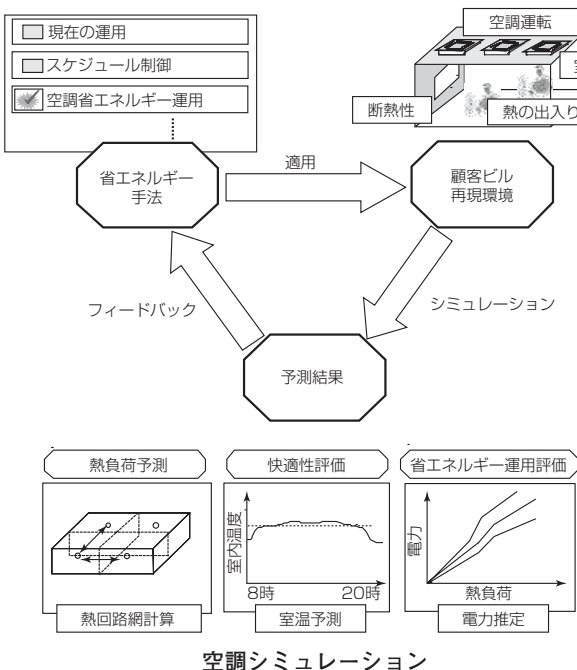 現在の運用
スケジュール制御
空調省エネルギー運用
空調運転
断熱性
熱の出入り
省エネルギー
手法
適用
顧客ビル
再現環境
フィードバック
シミュレーション
予測結果
熱負荷予測
快適性評価
省エネルギー運用評価
室内温度
8時
20時
電力
熱負荷
熱回路網計算
室温予測
電力推定
空調シミュレーション